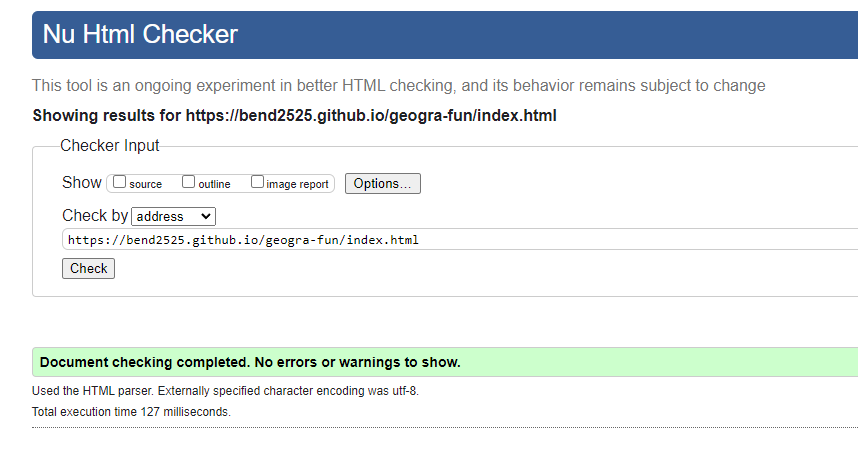 Nu Html Checker
This tool is an ongoing experiment in better HTML checking, and its behavior remains subject to change
Showing results for https://bend2525.github.io/geogra-fun/index.html
Checker Input
Show source outline image report Options...
Check by address
https://bend2525.github.io/geogra-fun/index.html
Check
Document checking completed. No errors or warnings to show.
Used the HTML parser. Externally specified character encoding was utf-8.
Total execution time 127 milliseconds.